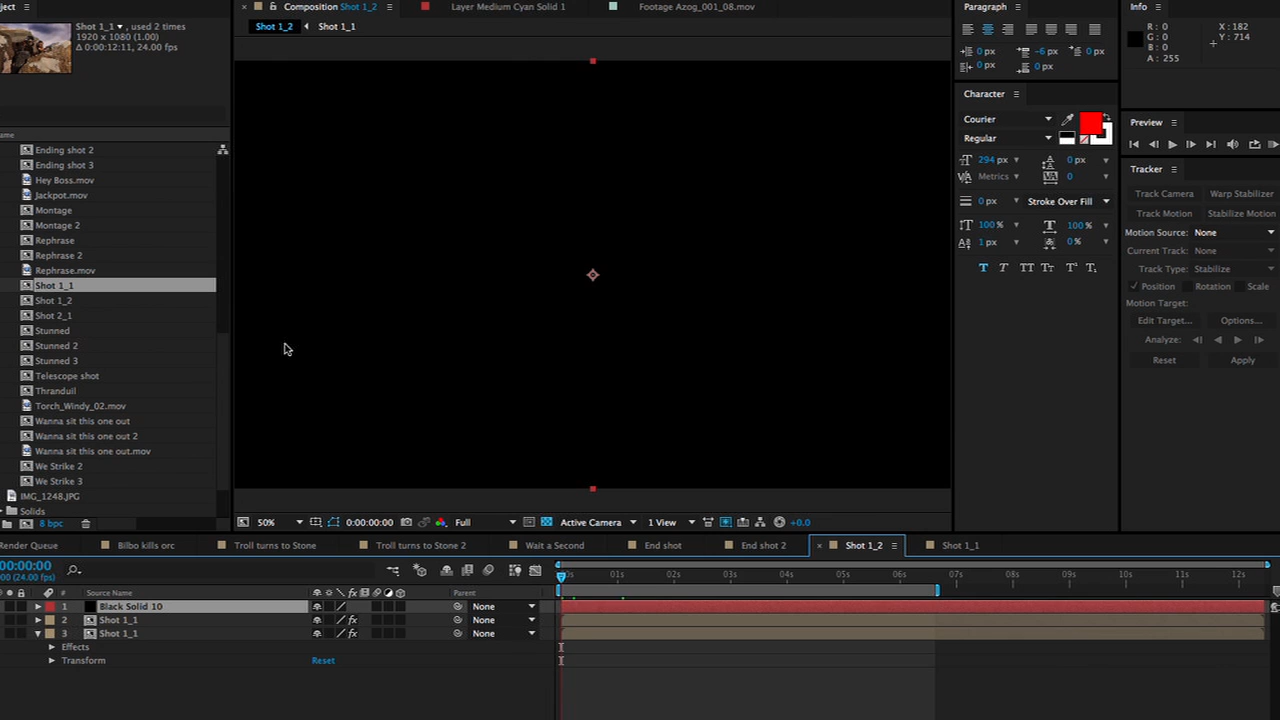 ject
Shot 1_1 , used 2 times
1920 x 1080 (1.00)
Δ 0:00:12:11, 24.00 fps
ame
Ending shot 2
Ending shot 3
Hey Boss.mov
Jackpot.mov
Montage
Montage 2
Rephrase
Rephrase 2
Rephrase.mov
Shot 1_1
Shot 1_2
Shot 2_1
Stunned
Stunned 2
Stunned 3
Telescope shot
Thranduil
Torch_Windy_02.mov
Wanna sit this one out
Wanna sit this one out 2
Wanna sit this one out.mov
We Strike 2
We Strike 3
IMG_1248.JPG
Solids
8 bpc
Composition Shot 1_2
Layer Medium Cyan Solid 1
Footage Azog_001_08.mov
Shot 1_2
Shot 1_1
50%
0:00:00:00
Full
Active Camera
1 View
+0.0
Paragraph
0 px
-6 px
0 px
0 px
0 px
Character
Courier
Regular
294 px
0 px
Metrics
0
0 px
Stroke Over Fill
100 %
100 %
1 px
0 %
T T TT Tт T¹ T₁
Info
R : 0
G : 0
B : 0
A : 255
X : 182
Y : 714
Preview
Tracker
Track Camera
Warp Stabilizer
Track Motion
Stabilize Motion
Motion Source: None
Current Track: None
Track Type: Stabilize
Position
Rotation
Scale
Motion Target:
Edit Target...
Options...
Analyze:
Reset
Apply
Render Queue
Bilbo kills orc
Troll turns to Stone
Troll turns to Stone 2
Wait a Second
End shot
End shot 2
Shot 1_2
Shot 1_1
00:00:00
00 (24.00 fps)
0s
01s
02s
03s
04s
05s
06s
07s
08s
09s
10s
11s
12s
#
Source Name
Parent
1
Black Solid 10
None
2
Shot 1_1
None
3
Shot 1_1
None
Effects
Transform
Reset